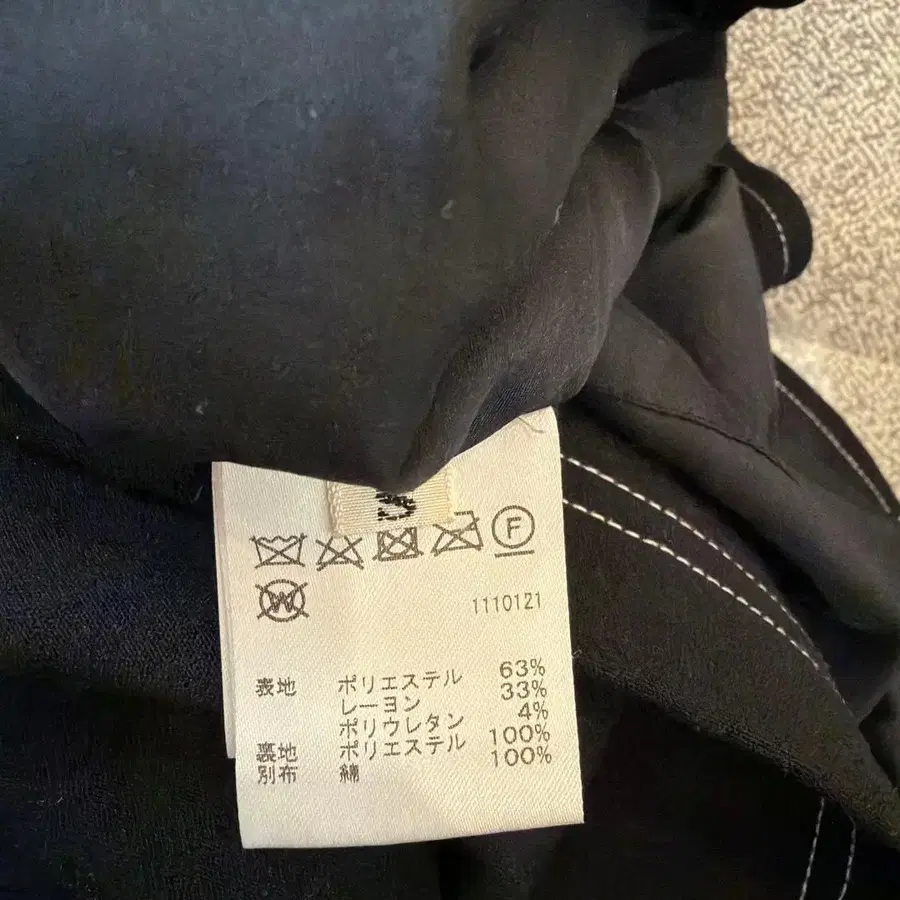 F
W
1110121
表地 ポリエステル 63%
レーヨン 33%
ポリウレタン 4%
裏地 ポリエステル 100%
別布 綿 100%